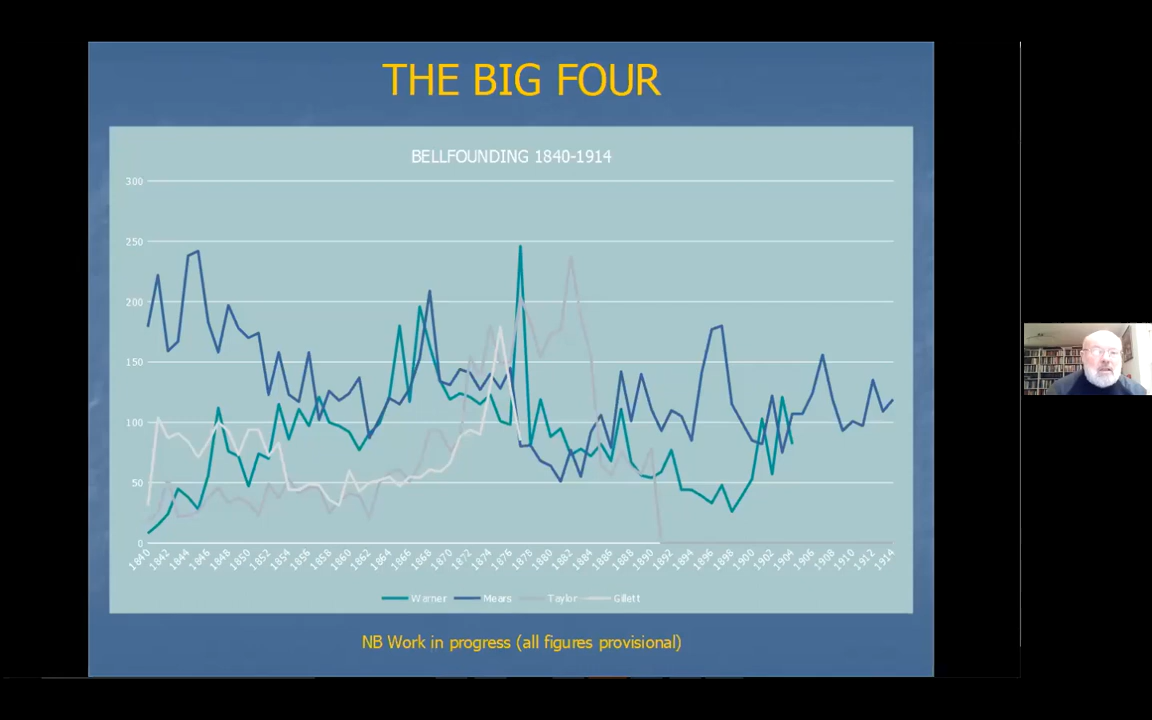 THE BIG FOUR
BELLFOUNDING 1840-1914
300
250
200
150
100
50
0
1840 1842 1844 1846 1848 1850 1852 1854 1856 1858 1860 1862 1864 1866 1868 1870 1872 1874 1876 1878 1880 1882 1884 1886 1888 1890 1892 1894 1896 1898 1900 1902 1904 1906 1908 1910 1912 1914
Warner Mears Taylor Gillett
NB Work in progress (all figures provisional)